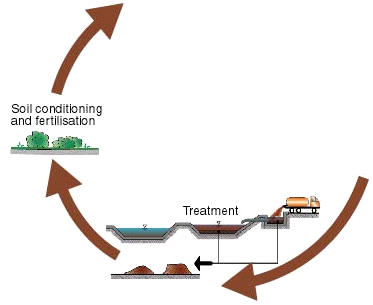 Soil conditioning
and fertilisation
Treatment